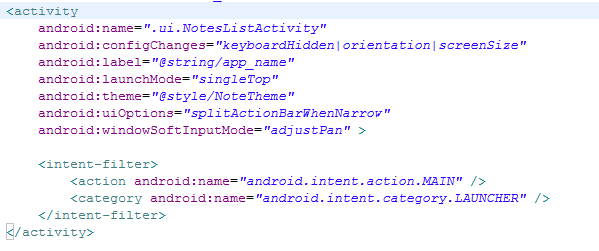 <activity
android:name=".ui.NotesListActivity"
android:configChanges="keyboardHidden|orientation|screenSize"
android:label="@string/app_name"
android:launchMode="singleTop"
android:theme="@style/NoteTheme"
android:uiOptions="splitActionBarWhenNarrow"
android:windowSoftInputMode="adjustPan" >
<intent-filter>
<action android:name="android.intent.action.MAIN" />
<category android:name="android.intent.category.LAUNCHER" />
</intent-filter>
</activity>